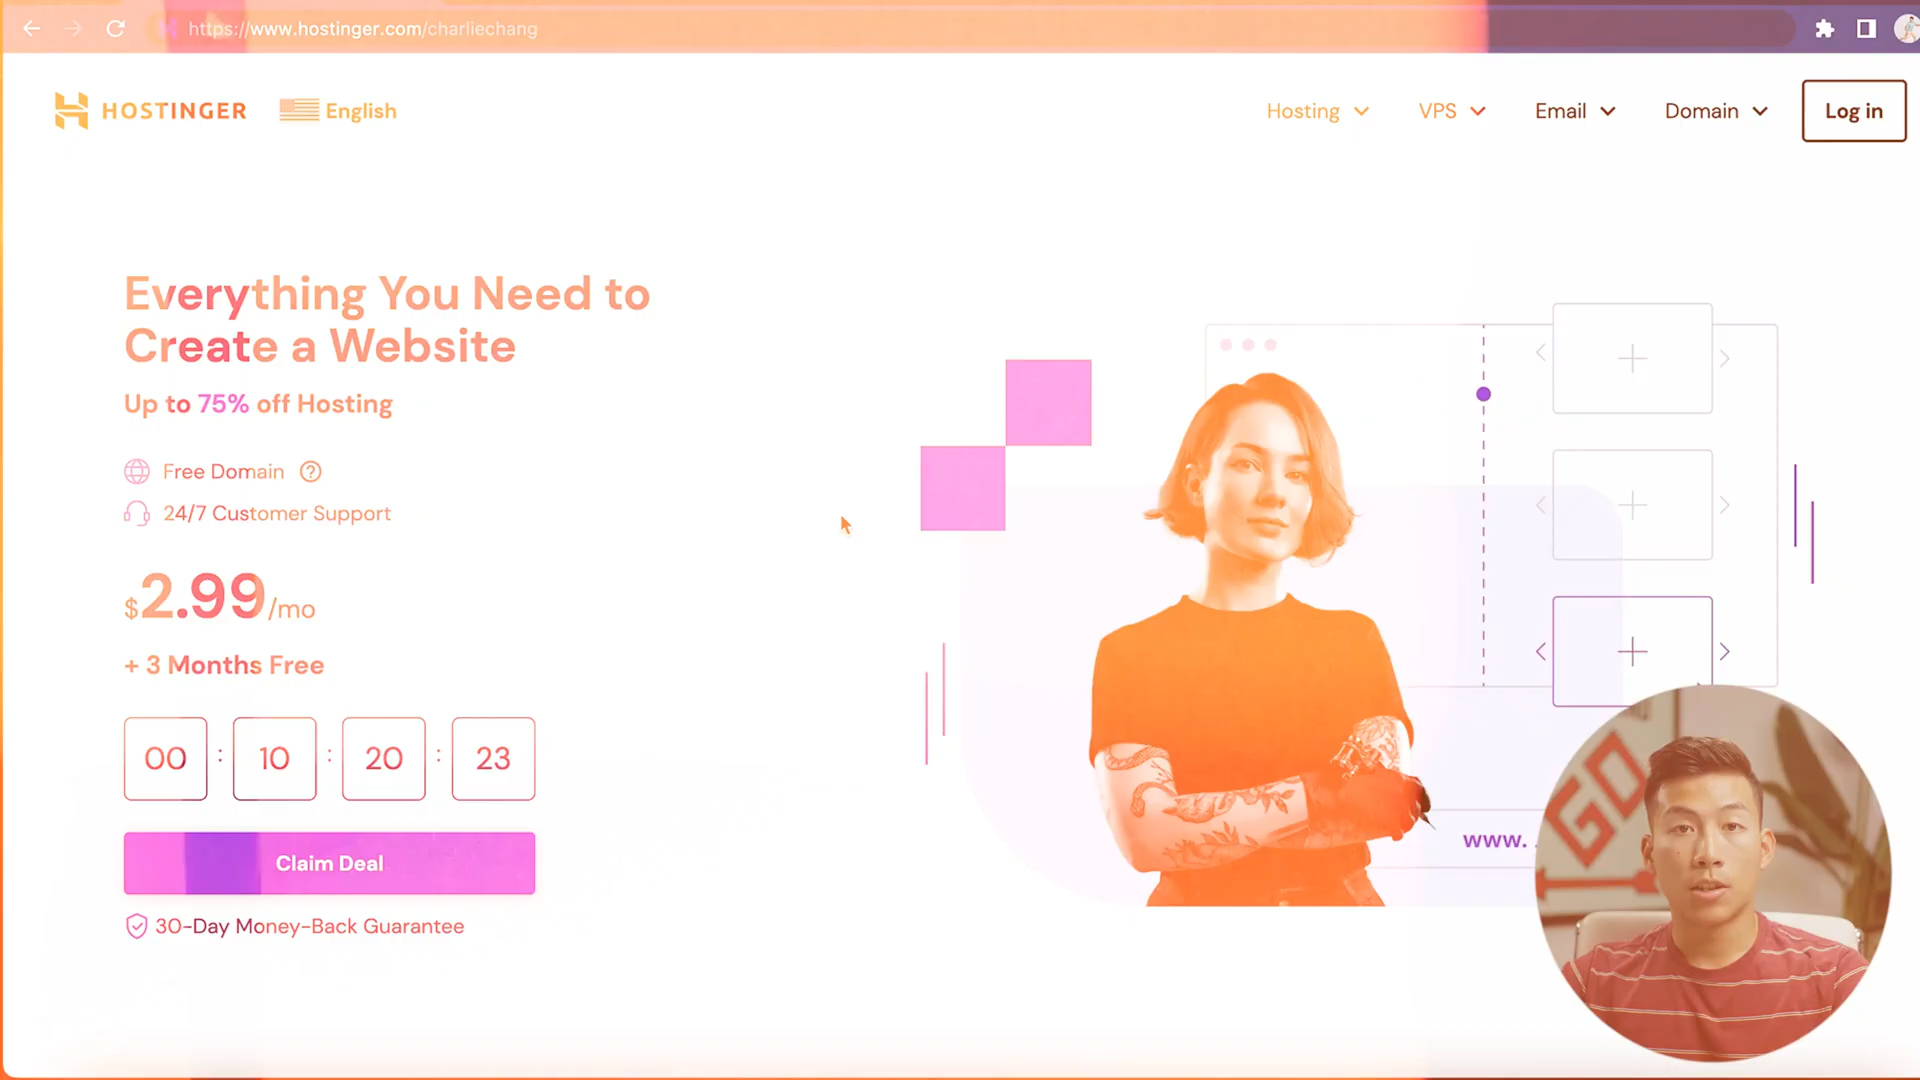 https://www.hostinger.com/charliechang
HOSTINGER
English
Hosting
VPS
Email
Domain
Log in
Everything You Need to
Create a Website
Up to 75% off Hosting
Free Domain ?
24/7 Customer Support
$2.99/mo
+ 3 Months Free
00 : 10 : 20 : 23
Claim Deal
30-Day Money-Back Guarantee
www.
GO